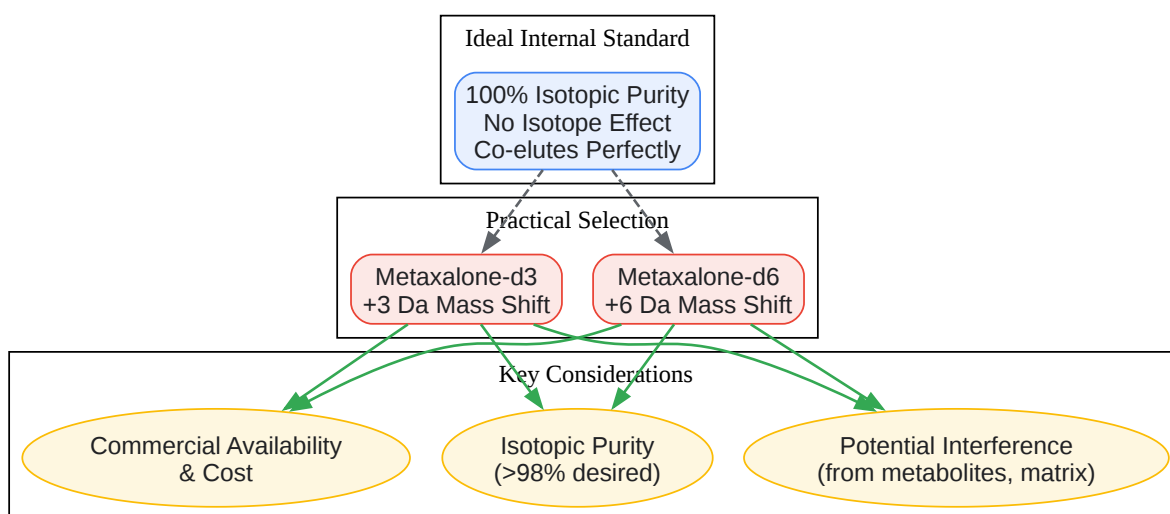 Ideal Internal Standard
100% Isotopic Purity
No Isotope Effect
Co-elutes Perfectly
Practical Selection
Metaxalone-d3
+3 Da Mass Shift
Metaxalone-d6
+6 Da Mass Shift
Key Considerations
Commercial Availability
& Cost
Isotopic Purity
(>98% desired)
Potential Interference
(from metabolites, matrix)